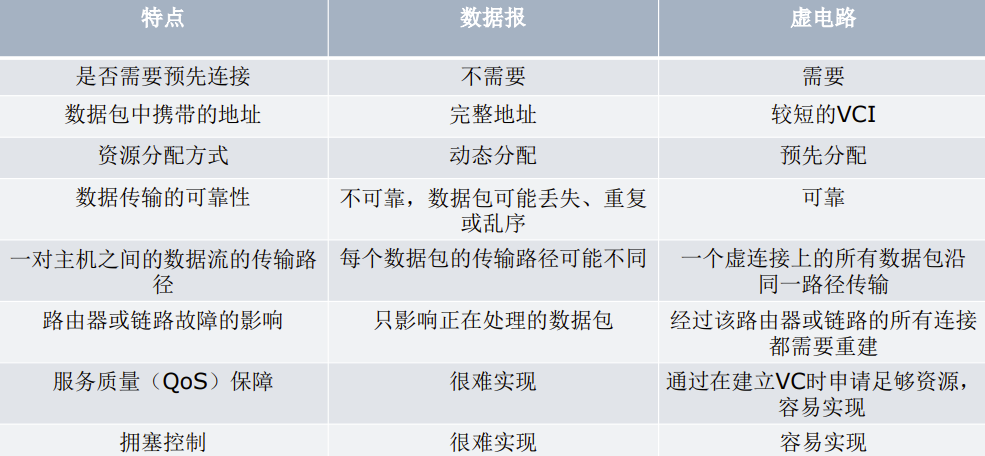 特点 数据报 虚电路
是否需要预先连接 不需要 需要
数据包中携带的地址 完整地址 较短的VCI
资源分配方式 动态分配 预先分配
数据传输的可靠性 不可靠，数据包可能丢失、重复 可靠
或乱序
一对主机之间的数据流的传输路 每个数据包的传输路径可能不同 一个虚连接上的所有数据包沿
径 同一路径传输
路由器或链路故障的影响 只影响正在处理的数据包 经过该路由器或链路的所有连接
都需要重建
服务质量（QoS）保障 很难实现 通过在建立VC时申请足够资源，
容易实现
拥塞控制 很难实现 容易实现